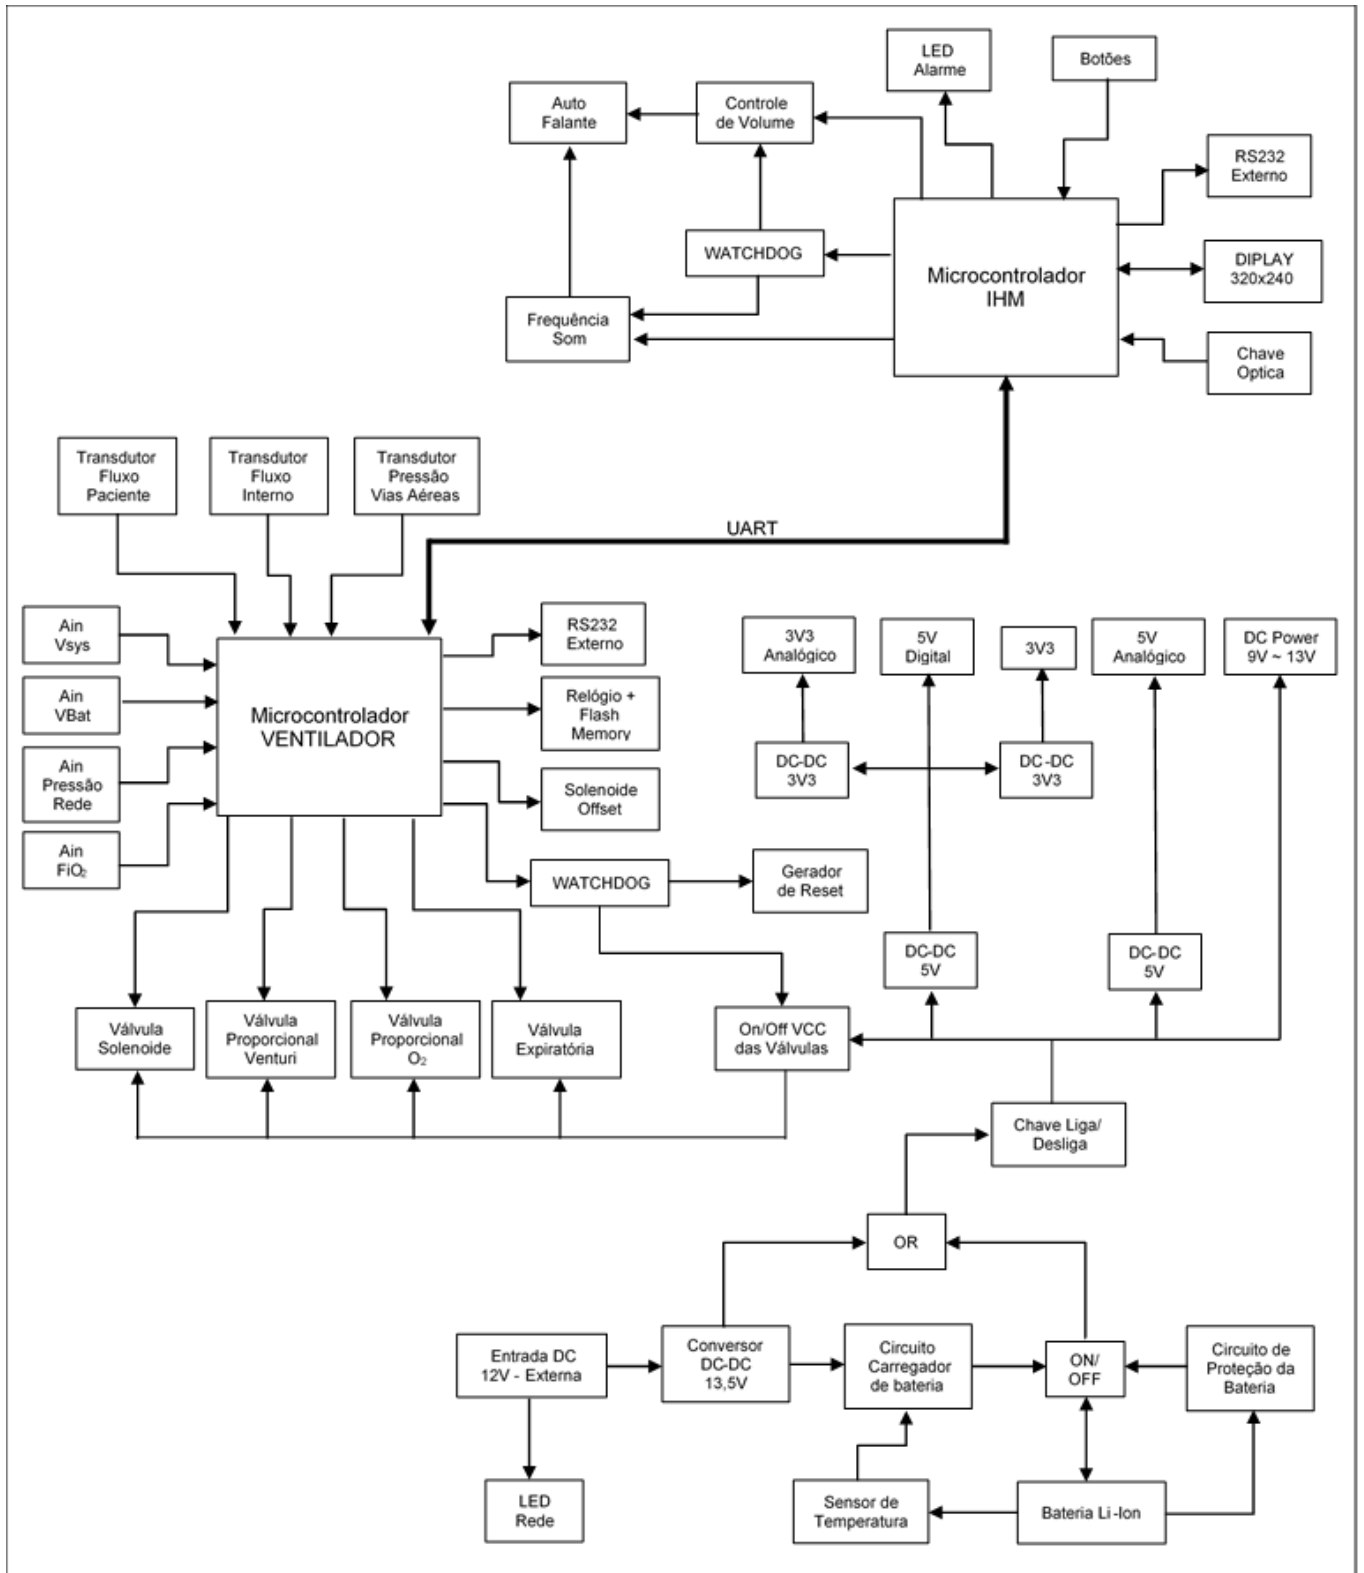 LED
Alarme
Botões
Auto
Falante
Controle
de Volume
RS232
Externo
WATCHDOG
Microcontrolador
IHM
DIPLAY
320x240
Frequência
Som
Chave
Optica
Transdutor
Fluxo
Paciente
Transdutor
Fluxo
Interno
Transdutor
Pressão
Vias Aéreas
UART
Ain
Vsys
Ain
VBat
Ain
Pressão
Rede
Ain
FiO₂
Microcontrolador
VENTILADOR
RS232
Externo
Relógio +
Flash
Memory
Solenoide
Offset
WATCHDOG
Gerador
de Reset
3V3
Analógico
5V
Digital
3V3
5V
Analógico
DC Power
9V ~ 13V
DC-DC
3V3
DC-DC
3V3
DC-DC
5V
DC-DC
5V
Válvula
Solenoide
Válvula
Proporcional
Venturi
Válvula
Proporcional
O₂
Válvula
Expiratória
On/Off VCC
das Válvulas
Chave Liga/
Desliga
OR
Entrada DC
12V - Externa
Conversor
DC-DC
13,5V
Circuito
Carregador
de bateria
ON/
OFF
Circuito de
Proteção da
Bateria
LED
Rede
Sensor de
Temperatura
Bateria Li-Ion